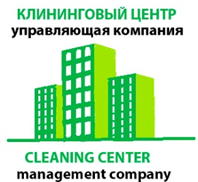 КЛИНИНГОВЫЙ ЦЕНТР
управляющая компания
CLEANING CENTER
management company